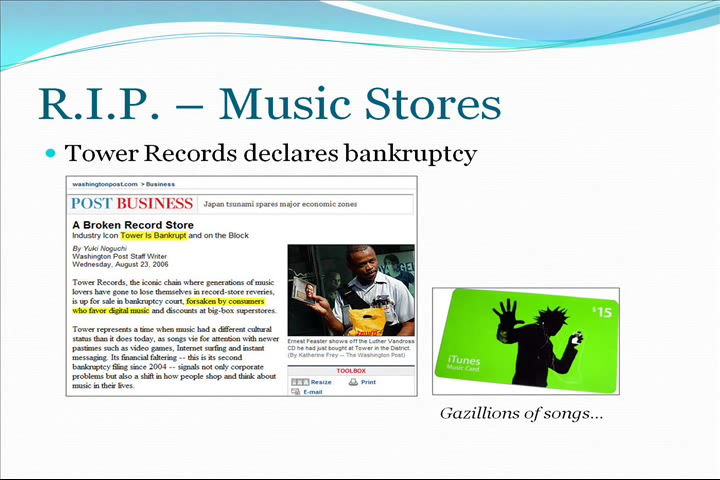 R.I.P. – Music Stores
Tower Records declares bankruptcy
washingtonpost.com > Business
POST BUSINESS
Japan tsunami spares major economic zones
A Broken Record Store
Industry Icon Tower Is Bankrupt and on the Block
By Yuki Noguchi
Washington Post Staff Writer
Wednesday, August 23, 2006
Tower Records, the iconic chain where generations of music
lovers have gone to lose themselves in record-store reveries,
is up for sale in bankruptcy court, forsaken by consumers
who favor digital music and discounts at big-box superstores.
Tower represents a time when music had a different cultural
status than it does today, as songs vie for attention with newer
pastimes such as video games, Internet surfing and instant
messaging. Its financial faltering -- this is its second
bankruptcy filing since 2004 -- signals not only corporate
problems but also a shift in how people shop and think about
music in their lives.
Ernest Feaster shows off the Luther Vandross
CD he had just bought at Tower in the District.
(By Katherine Frey -- The Washington Post)
TOOLBOX
Resize
Print
E-mail
$15
iTunes
Music Card
Gazillions of songs...